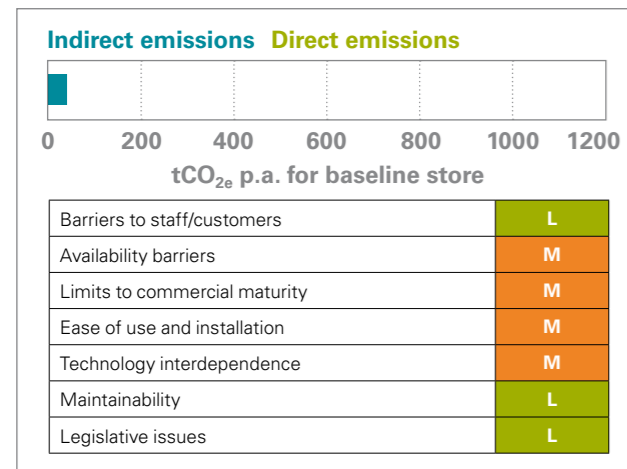 Indirect emissions Direct emissions
0 200 400 600 800 1000 1200
tCO2e p.a. for baseline store
Barriers to staff/customers L
Availability barriers M
Limits to commercial maturity M
Ease of use and installation M
Technology interdependence M
Maintainability L
Legislative issues L